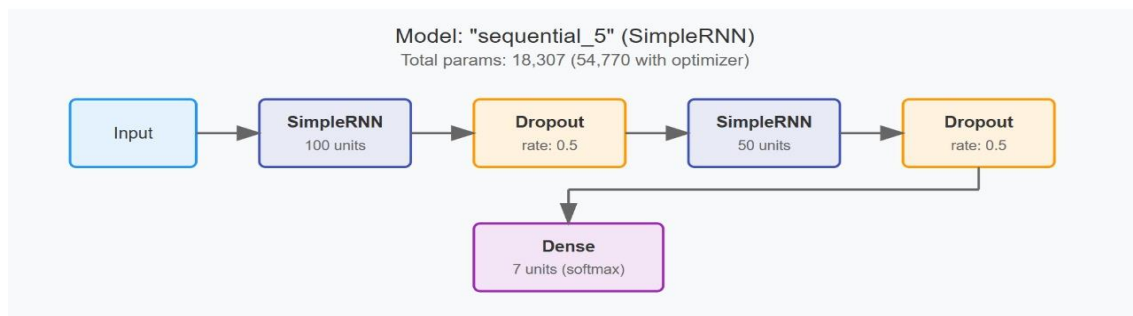 Model: "sequential_5" (SimpleRNN)
Total params: 18,307 (54,770 with optimizer)
Input
SimpleRNN
100 units
Dropout
rate: 0.5
SimpleRNN
50 units
Dropout
rate: 0.5
Dense
7 units (softmax)